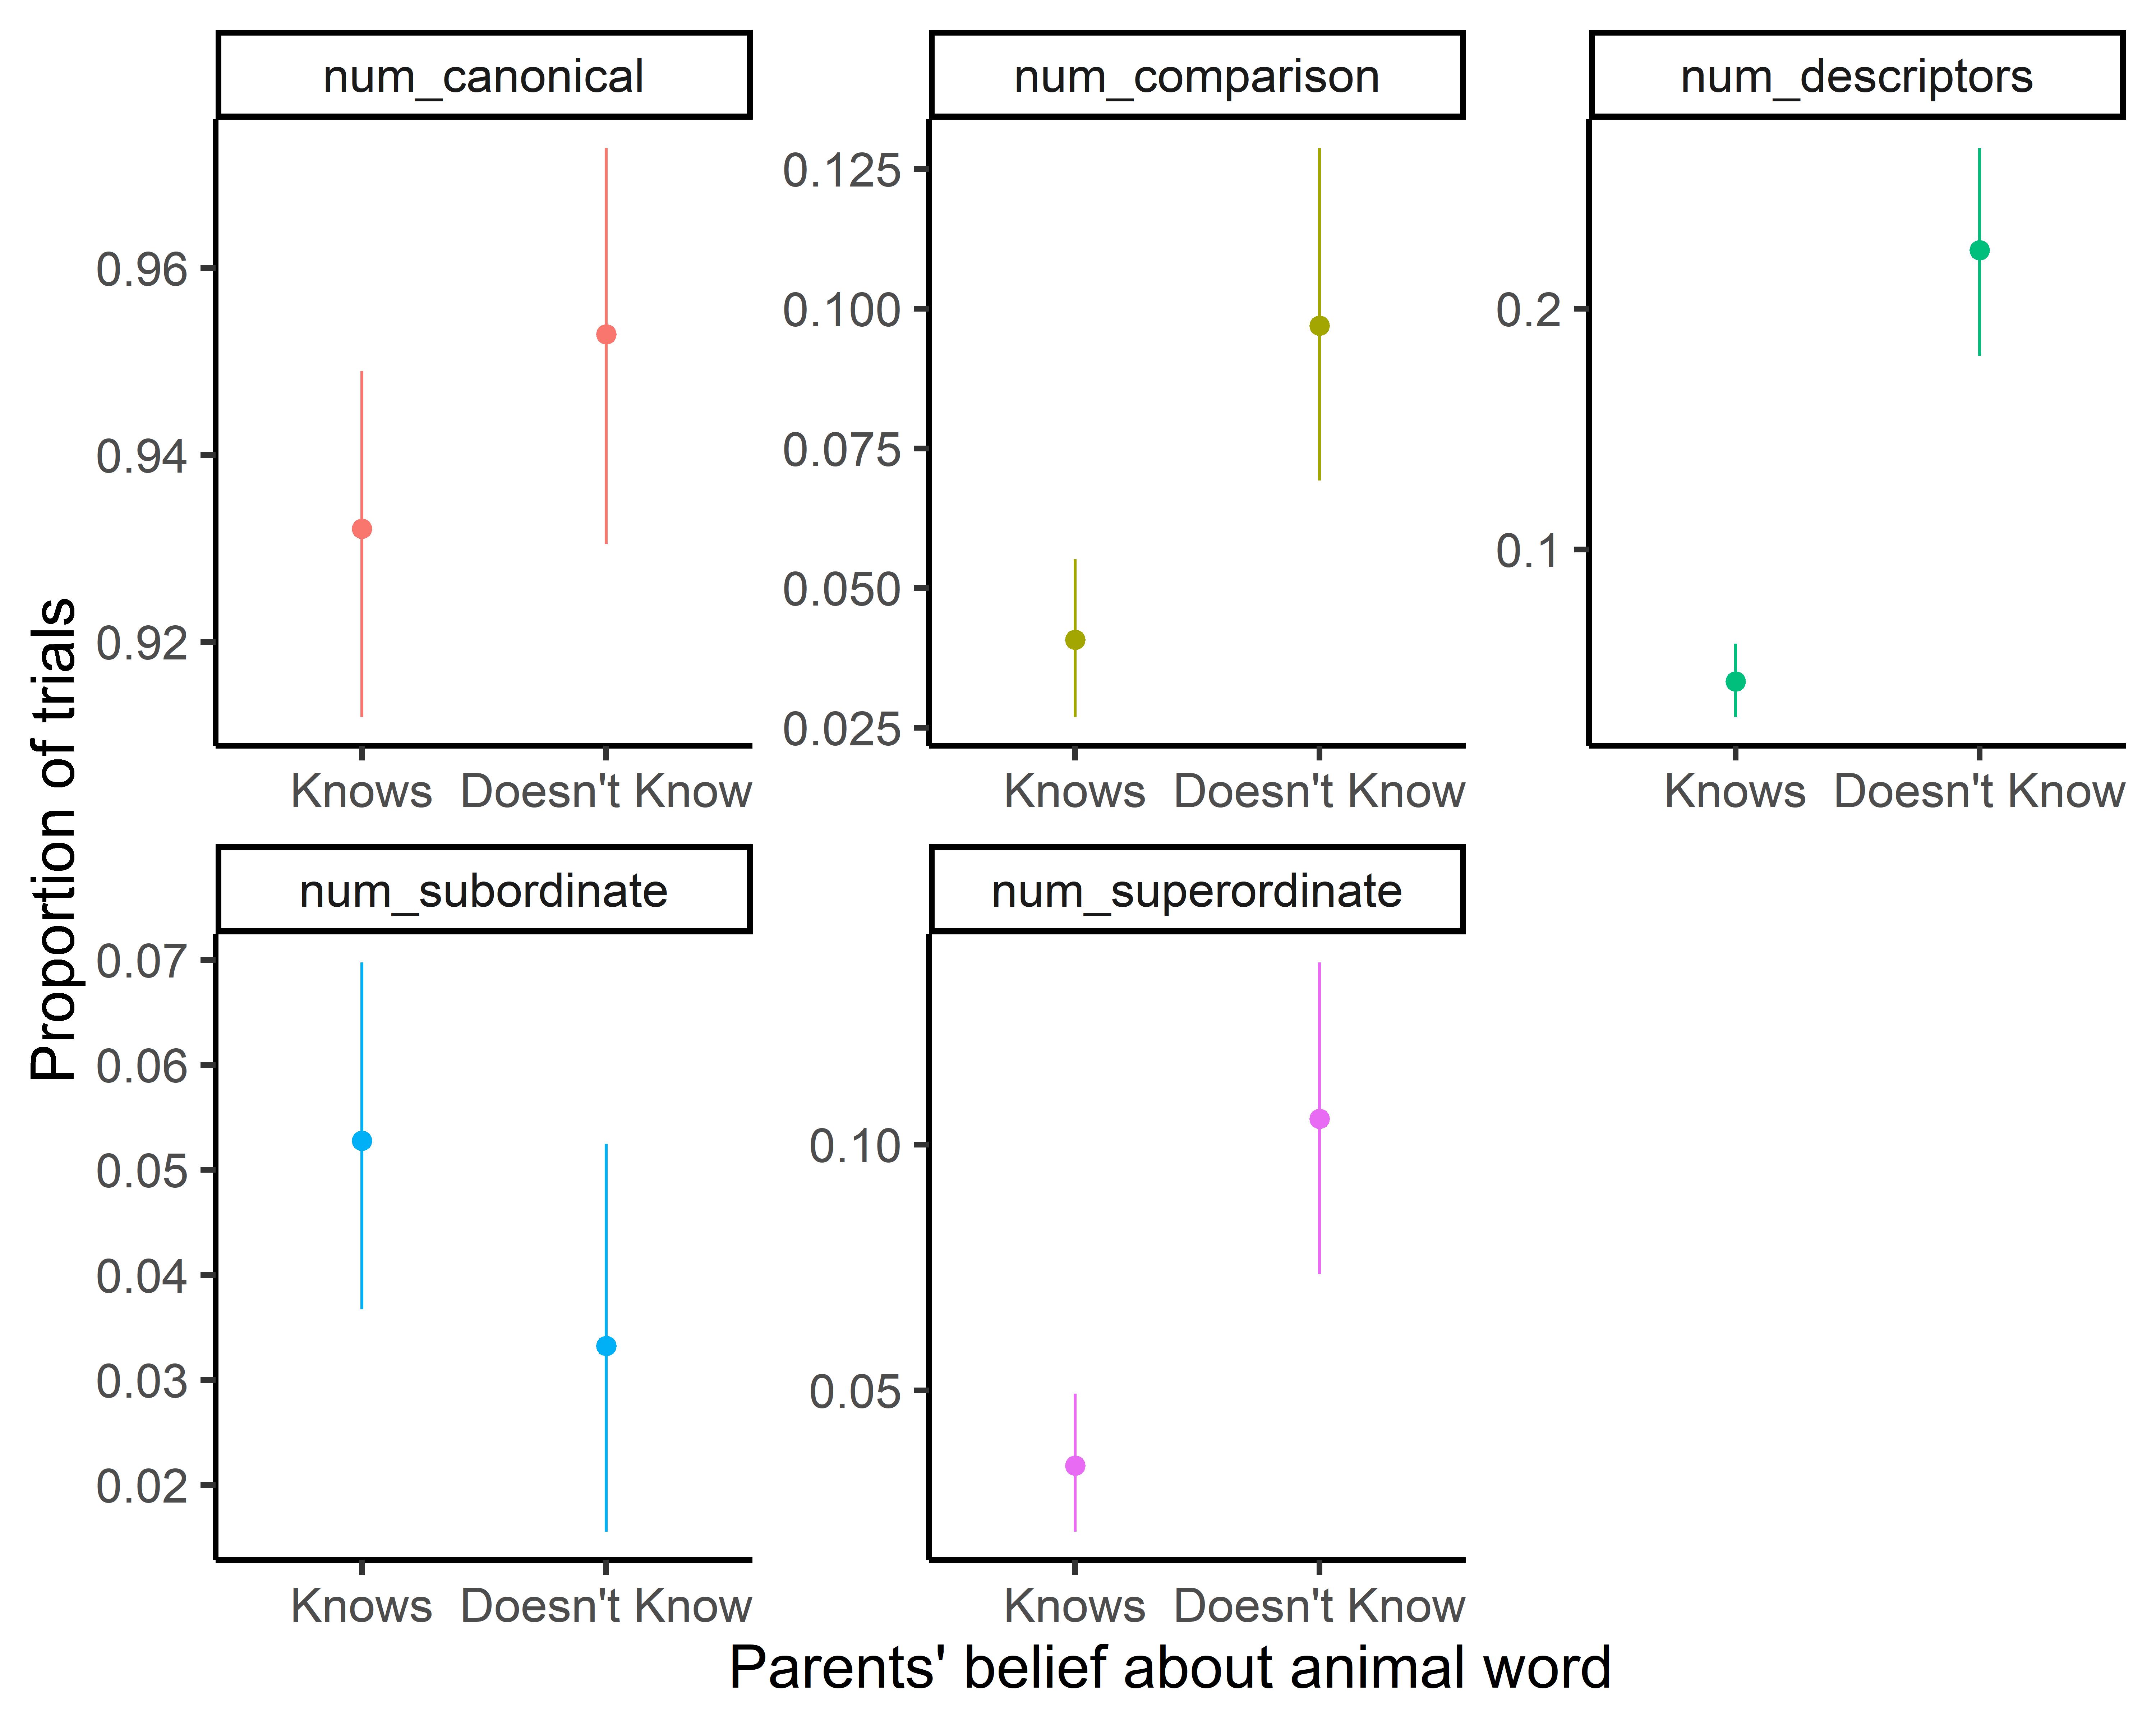 num_canonical
num_comparison
num_descriptors
0.96
0.94
0.92
0.125
0.100
0.075
0.050
0.025
0.2
0.1
Knows Doesn't Know
Knows Doesn't Know
Knows Doesn't Know
Proportion of trials
num_subordinate
num_superordinate
0.07
0.06
0.05
0.04
0.03
0.02
0.10
0.05
Knows Doesn't Know
Knows Doesn't Know
Parents' belief about animal word